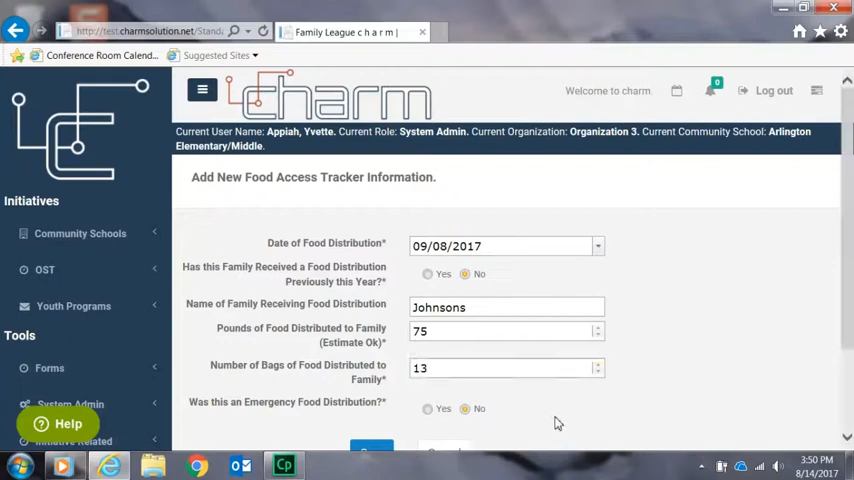 http://test.charmsolution.net/Standa
Family League c h a r m |
Conference Room Calend...
Suggested Sites
charm
Welcome to charm.
0
Log out
Current User Name: Appiah, Yvette. Current Role: System Admin. Current Organization: Organization 3. Current Community School: Arlington
Elementary/Middle.
Add New Food Access Tracker Information.
Initiatives
Community Schools
OST
Youth Programs
Tools
Forms
System Admin
Initiative Related
Help
Date of Food Distribution*
09/08/2017
Has this Family Received a Food Distribution
Previously this Year?*
Yes
No
Name of Family Receiving Food Distribution
Johnsons
Pounds of Food Distributed to Family
(Estimate Ok)*
75
Number of Bags of Food Distributed to
Family*
13
Was this an Emergency Food Distribution?*
Yes
No
Cp
3:50 PM
8/14/2017